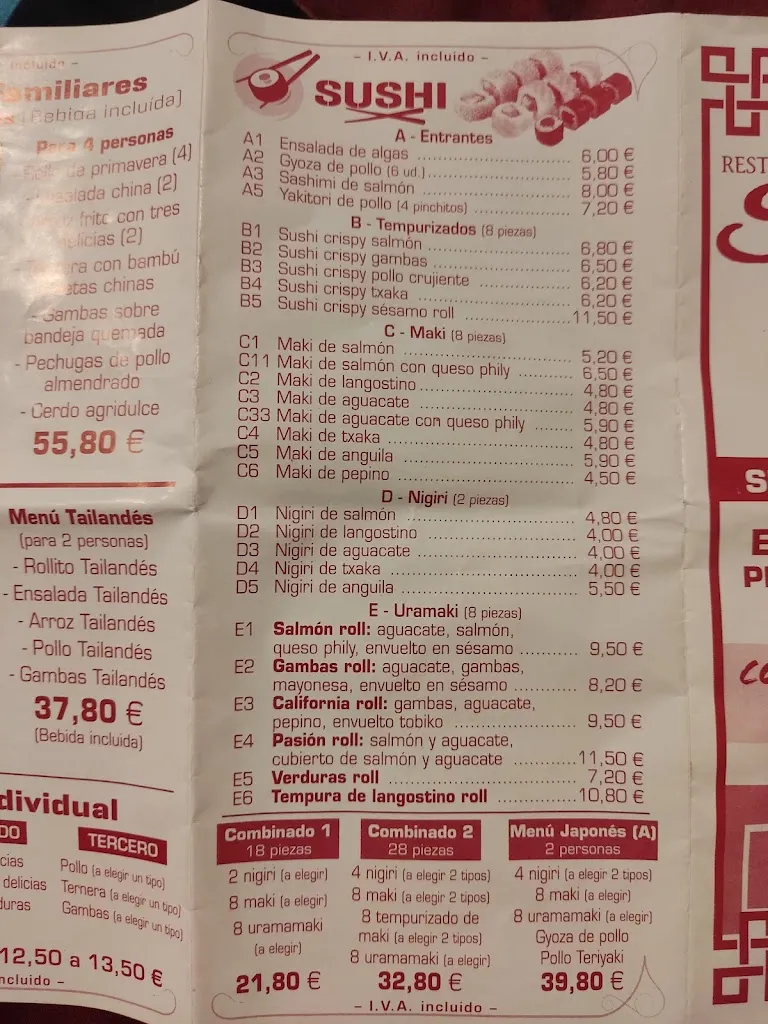 incluido –
amiliares
(Bebida incluida)
Para 4 personas
de primavera (4)
china (2)
frito con tres
delicias (2)
con bambú
setas chinas
- Gambas sobre
bandeja quemada
- Pechugas de pollo
almendrado
- Cerdo agridulce
55,80 €
Menú Tailandés
(para 2 personas)
- Rollito Tailandés
- Ensalada Tailandés
- Arroz Tailandés
- Pollo Tailandés
- Gambas Tailandés
37,80 €
(Bebida incluida)
dividual
DO
TERCERO
cias
delicias
duras
Pollo (a elegir un tipo)
Ternera (a elegir un tipo)
Gambas (a elegir un tipo)
12,50 a 13,50 €
ncluido –
– I.V.A. incluido –
SUSHI
A - Entrantes
A1 Ensalada de algas 6,00 €
A2 Gyoza de pollo (6 ud.) 5,80 €
A3 Sashimi de salmón 8,00 €
A5 Yakitori de pollo (4 pinchitos) 7,20 €
B - Tempurizados (8 piezas)
B1 Sushi crispy salmón 6,80 €
B2 Sushi crispy gambas 6,50 €
B3 Sushi crispy pollo crujiente 6,20 €
B4 Sushi crispy txaka 6,20 €
B5 Sushi crispy sésamo roll 11,50 €
C - Maki (8 piezas)
C1 Maki de salmón 5,20 €
C11 Maki de salmón con queso phily 6,50 €
C2 Maki de langostino 4,80 €
C3 Maki de aguacate 4,80 €
C33 Maki de aguacate con queso phily 5,90 €
C4 Maki de txaka 4,80 €
C5 Maki de anguila 5,90 €
C6 Maki de pepino 4,50 €
D - Nigiri (2 piezas)
D1 Nigiri de salmón 4,80 €
D2 Nigiri de langostino 4,00 €
D3 Nigiri de aguacate 4,00 €
D4 Nigiri de txaka 4,00 €
D5 Nigiri de anguila 5,50 €
E - Uramaki (8 piezas)
E1 Salmón roll: aguacate, salmón,
queso phily, envuelto en sésamo 9,50 €
E2 Gambas roll: aguacate, gambas,
mayonesa, envuelto en sésamo 8,20 €
E3 California roll: gambas, aguacate,
pepino, envuelto tobiko 9,50 €
E4 Pasión roll: salmón y aguacate,
cubierto de salmón y aguacate 11,50 €
E5 Verduras roll 7,20 €
E6 Tempura de langostino roll 10,80 €
Combinado 1
18 piezas
2 nigiri (a elegir)
8 maki (a elegir)
8 uramamaki
(a elegir)
21,80 €
Combinado 2
28 piezas
4 nigiri (a elegir 2 tipos)
8 maki (a elegir 2 tipos)
8 tempurizado de
maki (a elegir 2 tipos)
8 uramamaki (a elegir)
32,80 €
Menú Japonés (A)
2 personas
4 nigiri (a elegir 2 tipos)
8 maki (a elegir)
8 uramamaki (a elegir)
Gyoza de pollo
Pollo Teriyaki
39,80 €
– I.V.A. incluido –
REST